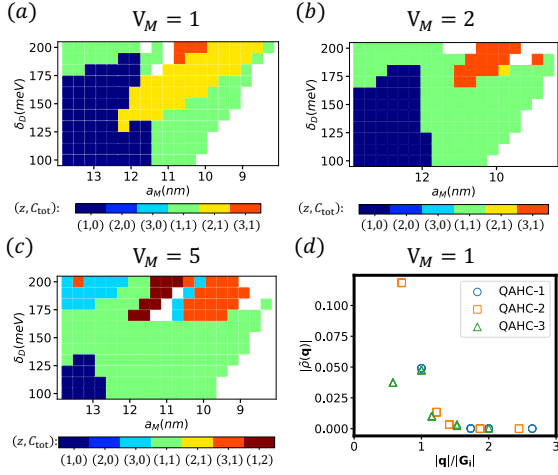 (a) V_M = 1
(b) V_M = 2
δ_D(meV)
200
175
150
125
100
13 12 11 10 9
a_M(nm)
δ_D(meV)
200
175
150
125
100
12 10
a_M(nm)
(z, C_tot):
(1,0) (2,0) (3,0) (1,1) (2,1) (3,1)
(z, C_tot):
(1,0) (2,0) (3,0) (1,1) (2,1) (3,1)
(c) V_M = 5
δ_D(meV)
200
175
150
125
100
13 12 11 10 9
a_M(nm)
(z, C_tot):
(1,0) (2,0) (3,0) (1,1) (2,1) (3,1) (1,2)
(d) V_M = 1
|ρ̃(q)|
0.100
0.075
0.050
0.025
0.000
QAHC-1
QAHC-2
QAHC-3
0 1 2 3
|q|/|G_i|